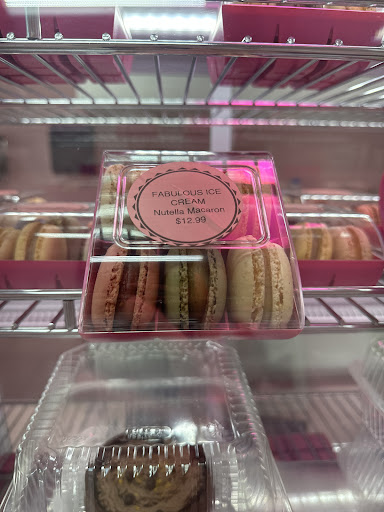 FABULOUS ICE
CREAM
Nutella Macaron
$12.99